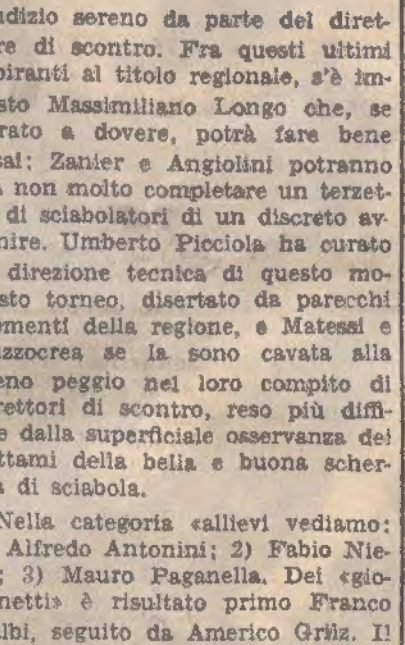 udizio sereno da parte del diret-
re di scontro. Fra questi ultimi
piranti al titolo regionale, s'è im-
sto Massimiliano Longo che, se
rato a dovere, potrà fare bene
sai: Zanier e Angiolini potranno
non molto completare un terzet-
di sciabolatori di un discreto av-
nire. Umberto Picciola ha curato
direzione tecnica di questo mo-
sto torneo, disertato da parecchi
ementi della regione, e Matessi e
izzocrea se la sono cavata alla
eno peggio nel loro compito di
rettori di scontro, reso più diffi-
e dalla superficiale osservanza dei
ttami della bella e buona scher-
a di sciabola.
Nella categoria «allievi vediamo:
Alfredo Antonini; 2) Fabio Nie-
; 3) Mauro Paganella. Dei «gio-
netti» è risultato primo Franco
albi, seguito da Americo Griiz. Il